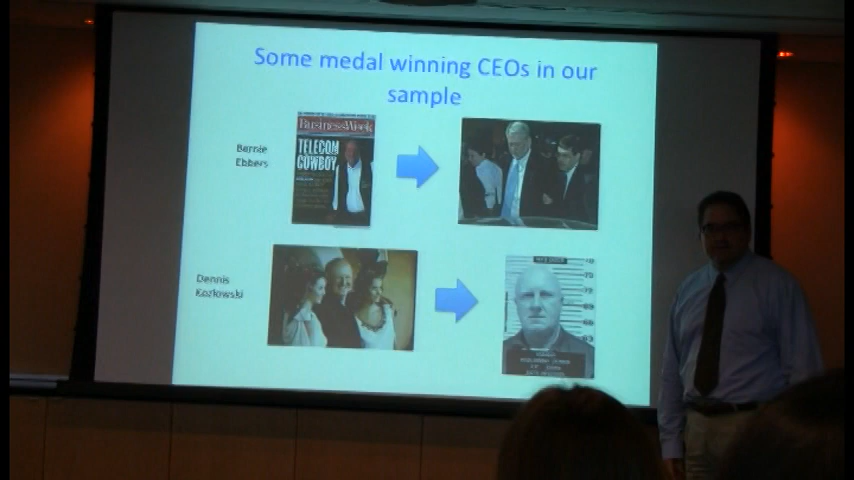 Some medal winning CEOs in our
sample
Bernie
Ebbers
BusinessWeek
TELECOM
COWBOY
Dennis
Kozlowski